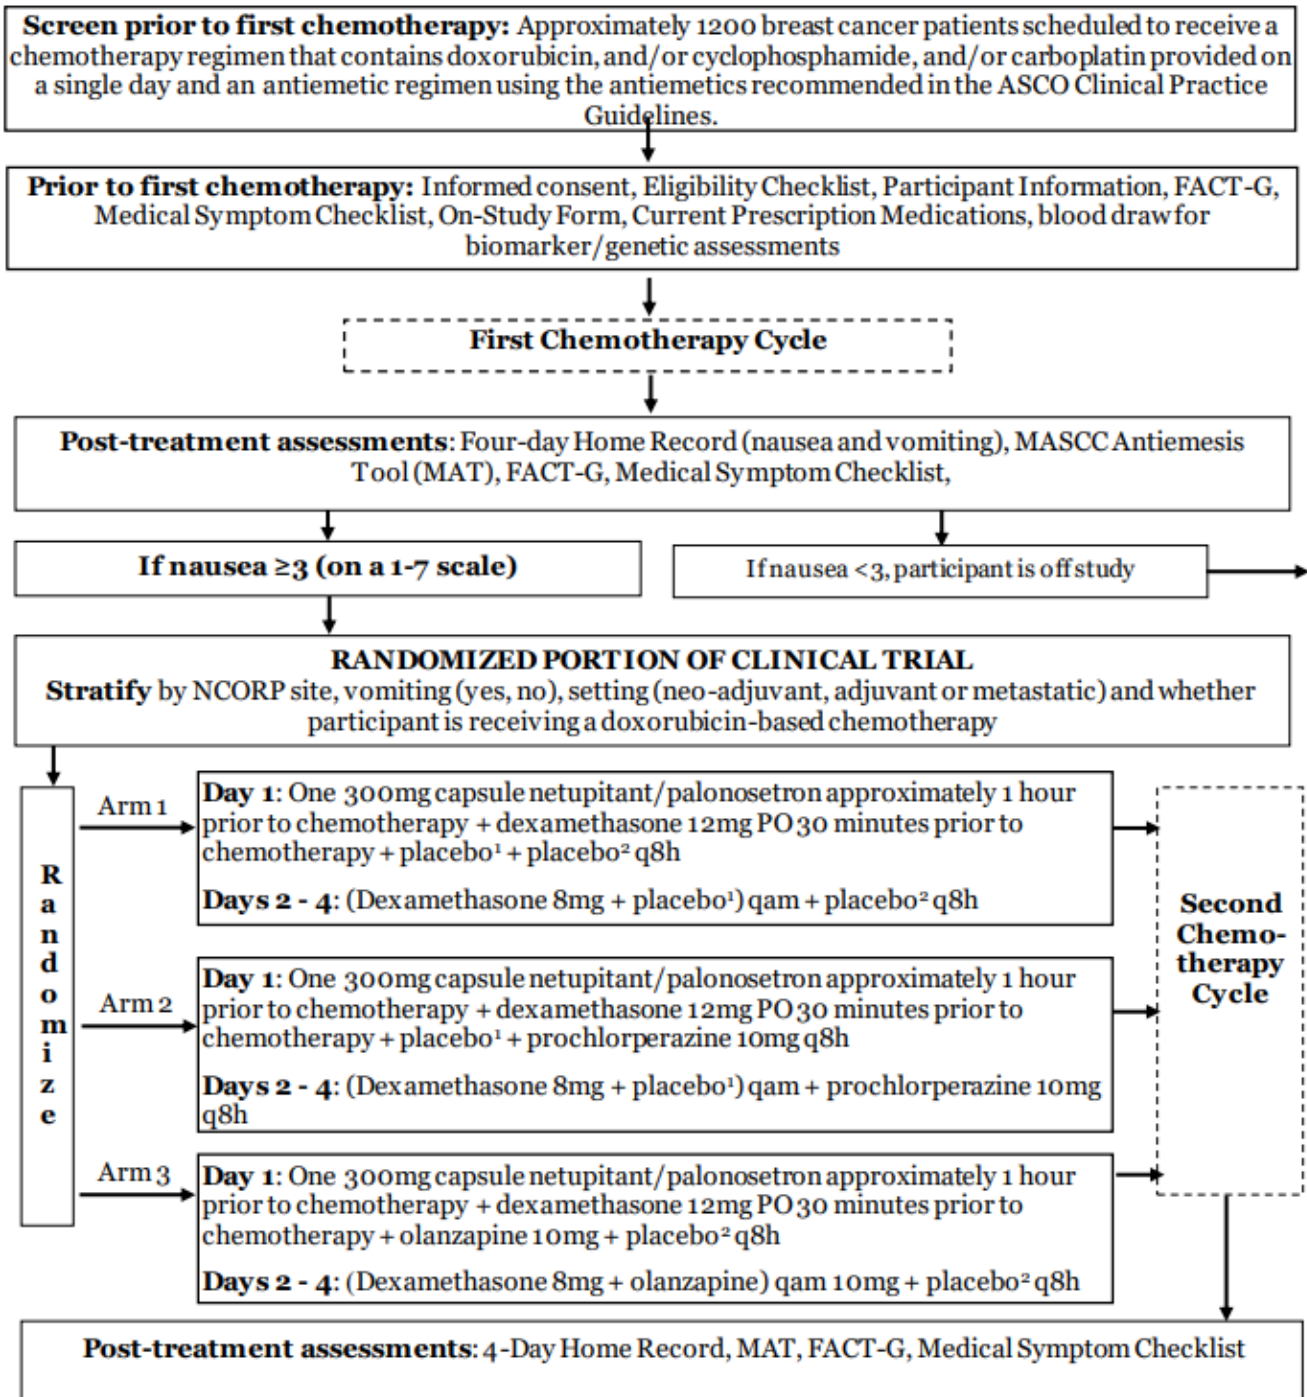 Screen prior to first chemotherapy: Approximately 1200 breast cancer patients scheduled to receive a
chemotherapy regimen that contains doxorubicin, and/or cyclophosphamide, and/or carboplatin provided on
a single day and an antiemetic regimen using the antiemetics recommended in the ASCO Clinical Practice
Guidelines.
Prior to first chemotherapy: Informed consent, Eligibility Checklist, Participant Information, FACT-G,
Medical Symptom Checklist, On-Study Form, Current Prescription Medications, blood draw for
biomarker/genetic assessments
First Chemotherapy Cycle
Post-treatment assessments: Four-day Home Record (nausea and vomiting), MASCC Antiemesis
Tool (MAT), FACT-G, Medical Symptom Checklist,
If nausea ≥3 (on a 1-7 scale)
If nausea <3, participant is off study
RANDOMIZED PORTION OF CLINICAL TRIAL
Stratify by NCORP site, vomiting (yes, no), setting (neo-adjuvant, adjuvant or metastatic) and whether
participant is receiving a doxorubicin-based chemotherapy
Randomize
Arm 1
Day 1: One 300mg capsule netupitant/palonosetron approximately 1 hour
prior to chemotherapy + dexamethasone 12mg PO 30 minutes prior to
chemotherapy + placebo¹ + placebo² q8h
Days 2 - 4: (Dexamethasone 8mg + placebo¹) qam + placebo² q8h
Arm 2
Day 1: One 300mg capsule netupitant/palonosetron approximately 1 hour
prior to chemotherapy + dexamethasone 12mg PO 30 minutes prior to
chemotherapy + placebo¹ + prochlorperazine 10mg q8h
Days 2 - 4: (Dexamethasone 8mg + placebo¹) qam + prochlorperazine 10mg
q8h
Arm 3
Day 1: One 300mg capsule netupitant/palonosetron approximately 1 hour
prior to chemotherapy + dexamethasone 12mg PO 30 minutes prior to
chemotherapy + olanzapine 10mg + placebo² q8h
Days 2 - 4: (Dexamethasone 8mg + olanzapine) qam 10mg + placebo² q8h
Second
Chemo-
therapy
Cycle
Post-treatment assessments: 4-Day Home Record, MAT, FACT-G, Medical Symptom Checklist